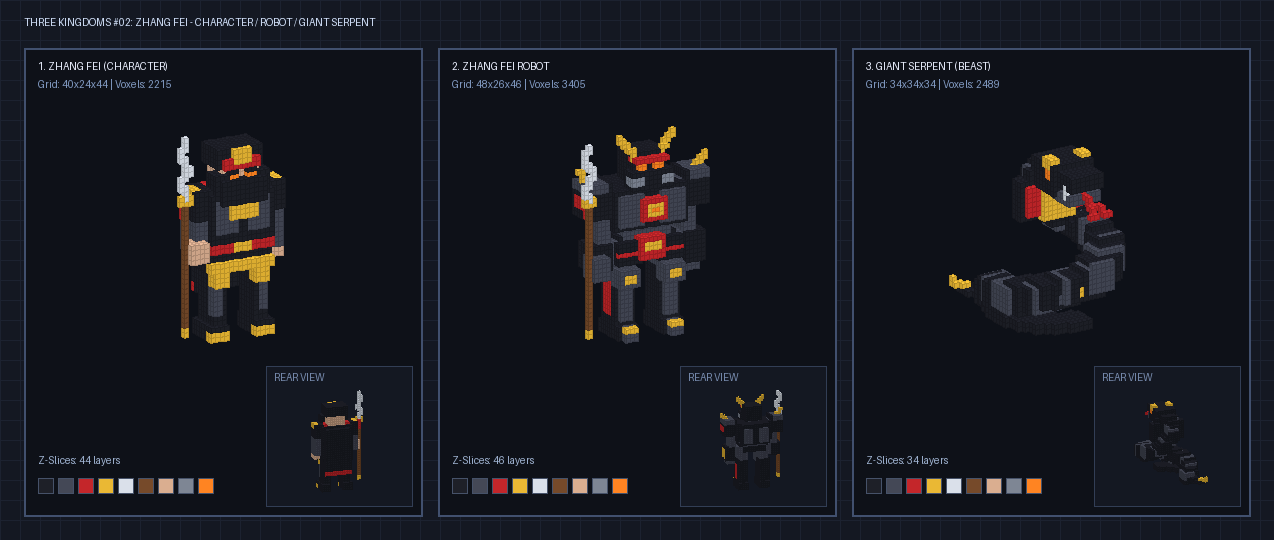 THREE KINGDOMS #02: ZHANG FEI - CHARACTER / ROBOT / GIANT SERPENT
1. ZHANG FEI (CHARACTER)
Grid: 40x24x44 | Voxels: 2215
REAR VIEW
Z-Slices: 44 layers
2. ZHANG FEI ROBOT
Grid: 48x26x46 | Voxels: 3405
REAR VIEW
Z-Slices: 46 layers
3. GIANT SERPENT (BEAST)
Grid: 34x34x34 | Voxels: 2489
REAR VIEW
Z-Slices: 34 layers